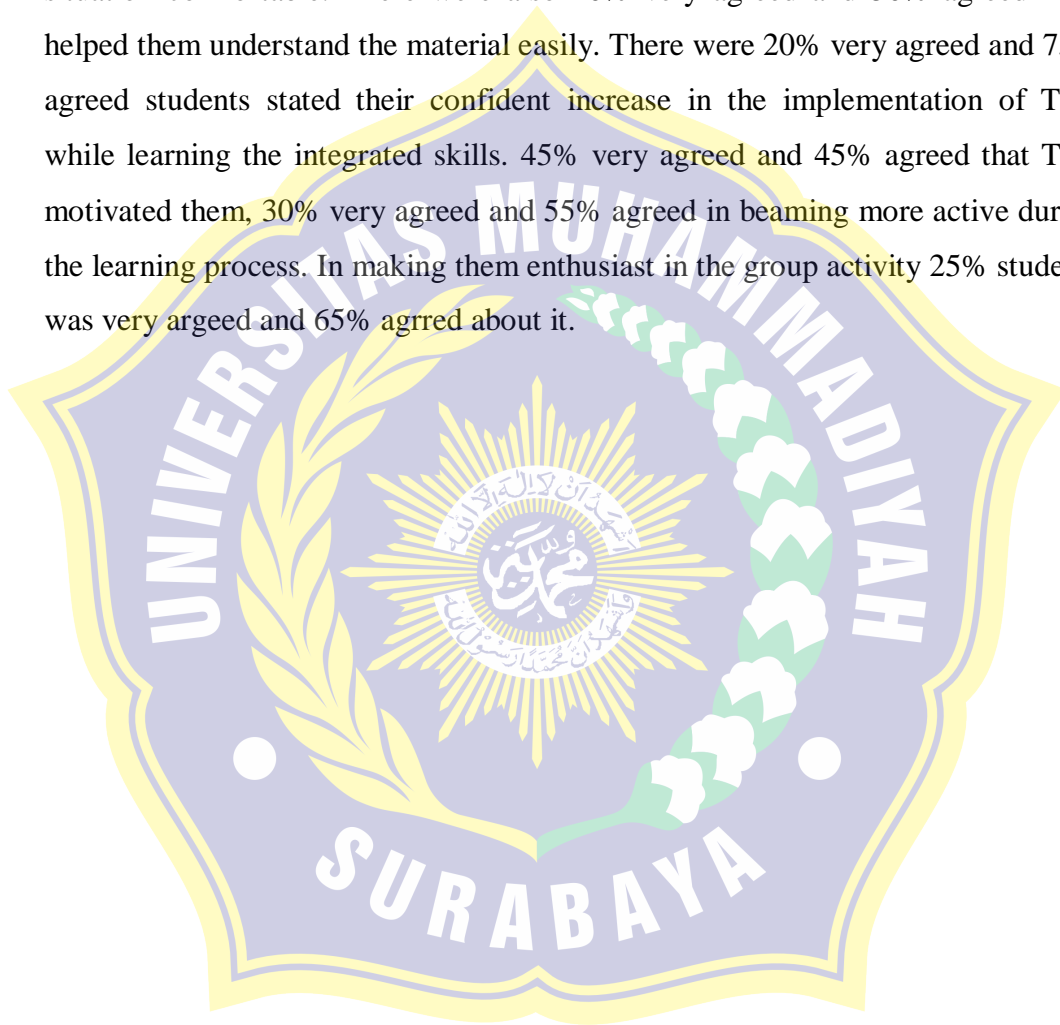 helped them understand the material easily. There were 20% very agreed and
agreed students stated their confident increase in the implementation of
while learning the integrated skills. 45% very agreed and 45% agreed that
motivated them, 30% very agreed and 55% agreed in beaming more active
the learning process. In making them enthusiast in the group activity 25%
was very argeed and 65% agrred about it.
UNIVERSITAS MUHAMMADIYAH
SURABAYA